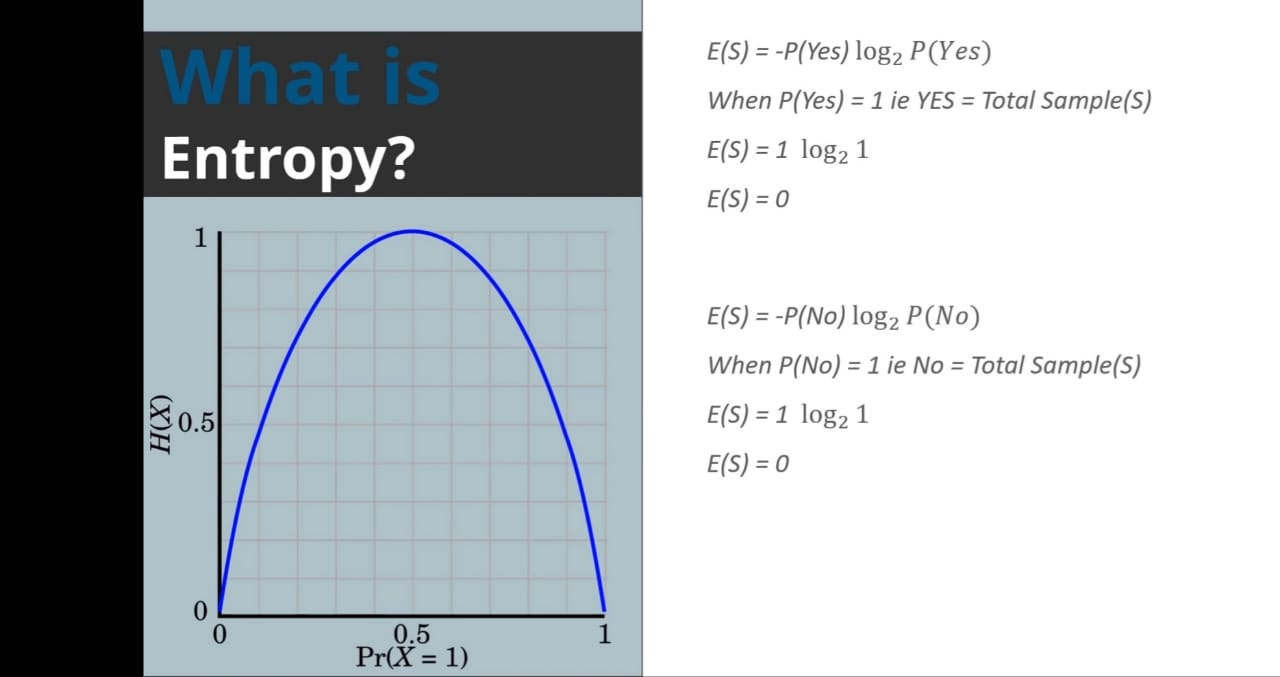 What is
Entropy?
1
H(X)
0.5
0
0
0.5
1
Pr(X = 1)
E(S) = -P(Yes) log₂ P(Yes)
When P(Yes) = 1 ie YES = Total Sample(S)
E(S) = 1 log₂ 1
E(S) = 0
E(S) = -P(No) log₂ P(No)
When P(No) = 1 ie No = Total Sample(S)
E(S) = 1 log₂ 1
E(S) = 0